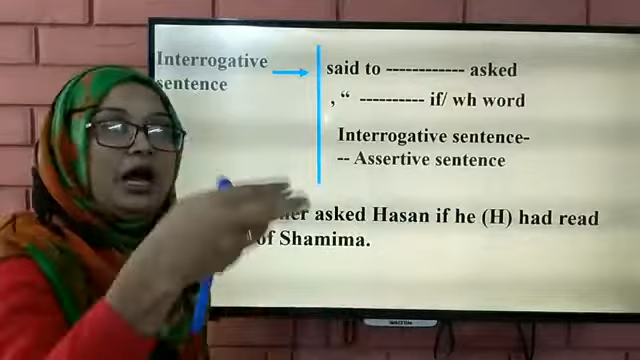 Interrogative
sentence
said to ------------ asked
, “ ---------- if/ wh word
Interrogative sentence-
-- Assertive sentence
asked Hasan if he (H) had read
of Shamima.